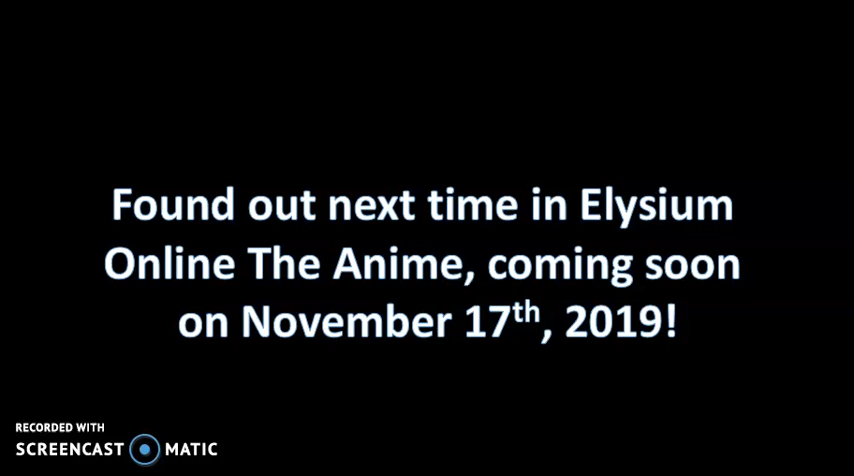 Found out next time in Elysium
Online The Anime, coming soon
on November 17th, 2019!
RECORDED WITH
SCREENCAST MATIC